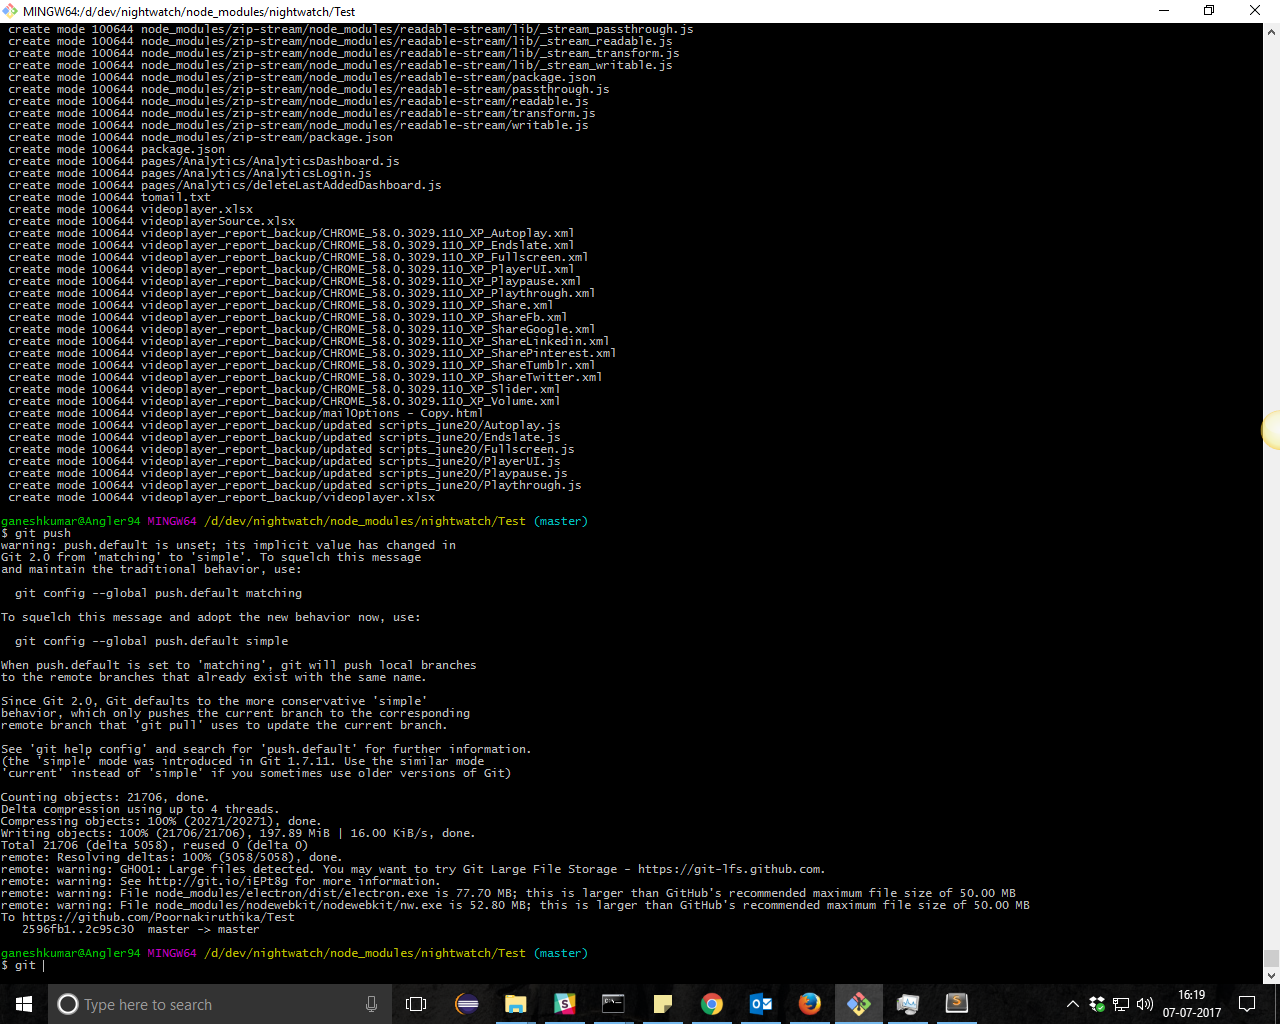 MINGW64:/d/dev/nightwatch/node_modules/nightwatch/Test
create mode 100644 node_modules/zip-stream/node_modules/readable-stream/lib/_stream_passthrough.js
create mode 100644 node_modules/zip-stream/node_modules/readable-stream/lib/_stream_readable.js
create mode 100644 node_modules/zip-stream/node_modules/readable-stream/lib/_stream_transform.js
create mode 100644 node_modules/zip-stream/node_modules/readable-stream/lib/_stream_writable.js
create mode 100644 node_modules/zip-stream/node_modules/readable-stream/package.json
create mode 100644 node_modules/zip-stream/node_modules/readable-stream/passthrough.js
create mode 100644 node_modules/zip-stream/node_modules/readable-stream/readable.js
create mode 100644 node_modules/zip-stream/node_modules/readable-stream/transform.js
create mode 100644 node_modules/zip-stream/node_modules/readable-stream/writable.js
create mode 100644 node_modules/zip-stream/package.json
create mode 100644 package.json
create mode 100644 pages/Analytics/AnalyticsDashboard.js
create mode 100644 pages/Analytics/AnalyticsLogin.js
create mode 100644 pages/Analytics/deleteLastAddedDashboard.js
create mode 100644 tomail.txt
create mode 100644 videoplayer.xlsx
create mode 100644 videoplayerSource.xlsx
create mode 100644 videoplayer_report_backup/CHROME_58.0.3029.110_XP_Autoplay.xml
create mode 100644 videoplayer_report_backup/CHROME_58.0.3029.110_XP_Endslate.xml
create mode 100644 videoplayer_report_backup/CHROME_58.0.3029.110_XP_Fullscreen.xml
create mode 100644 videoplayer_report_backup/CHROME_58.0.3029.110_XP_PlayerUI.xml
create mode 100644 videoplayer_report_backup/CHROME_58.0.3029.110_XP_Playpause.xml
create mode 100644 videoplayer_report_backup/CHROME_58.0.3029.110_XP_Playthrough.xml
create mode 100644 videoplayer_report_backup/CHROME_58.0.3029.110_XP_Share.xml
create mode 100644 videoplayer_report_backup/CHROME_58.0.3029.110_XP_ShareFb.xml
create mode 100644 videoplayer_report_backup/CHROME_58.0.3029.110_XP_ShareGoogle.xml
create mode 100644 videoplayer_report_backup/CHROME_58.0.3029.110_XP_ShareLinkedin.xml
create mode 100644 videoplayer_report_backup/CHROME_58.0.3029.110_XP_SharePinterest.xml
create mode 100644 videoplayer_report_backup/CHROME_58.0.3029.110_XP_ShareTumblr.xml
create mode 100644 videoplayer_report_backup/CHROME_58.0.3029.110_XP_ShareTwitter.xml
create mode 100644 videoplayer_report_backup/CHROME_58.0.3029.110_XP_Slider.xml
create mode 100644 videoplayer_report_backup/CHROME_58.0.3029.110_XP_Volume.xml
create mode 100644 videoplayer_report_backup/mailOptions - Copy.html
create mode 100644 videoplayer_report_backup/updated scripts_june20/Autoplay.js
create mode 100644 videoplayer_report_backup/updated scripts_june20/Endslate.js
create mode 100644 videoplayer_report_backup/updated scripts_june20/Fullscreen.js
create mode 100644 videoplayer_report_backup/updated scripts_june20/PlayerUI.js
create mode 100644 videoplayer_report_backup/updated scripts_june20/Playpause.js
create mode 100644 videoplayer_report_backup/updated scripts_june20/Playthrough.js
create mode 100644 videoplayer_report_backup/videoplayer.xlsx
ganeshkumar@Angler94 MINGW64 /d/dev/nightwatch/node_modules/nightwatch/Test (master)
$ git push
warning: push.default is unset; its implicit value has changed in
Git 2.0 from 'matching' to 'simple'. To squelch this message
and maintain the traditional behavior, use:
git config --global push.default matching
To squelch this message and adopt the new behavior now, use:
git config --global push.default simple
When push.default is set to 'matching', git will push local branches
to the remote branches that already exist with the same name.
Since Git 2.0, Git defaults to the more conservative 'simple'
behavior, which only pushes the current branch to the corresponding
remote branch that 'git pull' uses to update the current branch.
See 'git help config' and search for 'push.default' for further information.
(the 'simple' mode was introduced in Git 1.7.11. Use the similar mode
'current' instead of 'simple' if you sometimes use older versions of Git)
Counting objects: 21706, done.
Delta compression using up to 4 threads.
Compressing objects: 100% (20271/20271), done.
Writing objects: 100% (21706/21706), 197.89 MiB | 16.00 KiB/s, done.
Total 21706 (delta 5058), reused 0 (delta 0)
remote: Resolving deltas: 100% (5058/5058), done.
remote: warning: GH001: Large files detected. You may want to try Git Large File Storage - https://git-lfs.github.com.
remote: warning: See http://git.io/iEPt8g for more information.
remote: warning: File node_modules/electron/dist/electron.exe is 77.70 MB; this is larger than GitHub's recommended maximum file size of 50.00 MB
remote: warning: File node_modules/nodewebkit/nodewebkit/nw.exe is 52.80 MB; this is larger than GitHub's recommended maximum file size of 50.00 MB
To https://github.com/Poornakiruthika/Test
2596fb1..2c95c30  master -> master
ganeshkumar@Angler94 MINGW64 /d/dev/nightwatch/node_modules/nightwatch/Test (master)
$ git
Type here to search
16:19
07-07-2017